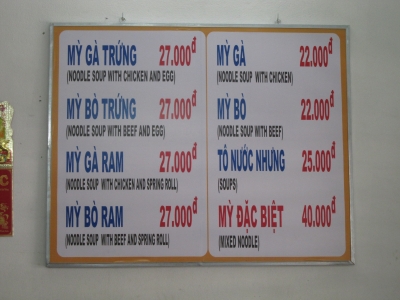 MỲ GÀ TRỨNG 27.000đ
(NOODLE SOUP WITH CHICKEN AND EGG)
MỲ BÒ TRỨNG 27.000đ
(NOODLE SOUP WITH BEEF AND EGG)
MỲ GÀ RAM 27.000đ
(NOODLE SOUP WITH CHICKEN AND SPRING ROLL)
MỲ BÒ RAM 27.000đ
(NOODLE SOUP WITH BEEF AND SPRING ROLL)
MỲ GÀ 22.000đ
(NOODLE SOUP WITH CHICKEN)
MỲ BÒ 22.000đ
(NOODLE SOUP WITH BEEF)
TÔ NƯỚC NHƯNG 25.000đ
(SOUPS)
MỲ ĐẶC BIỆT 40.000đ
(MIXED NOODLE)